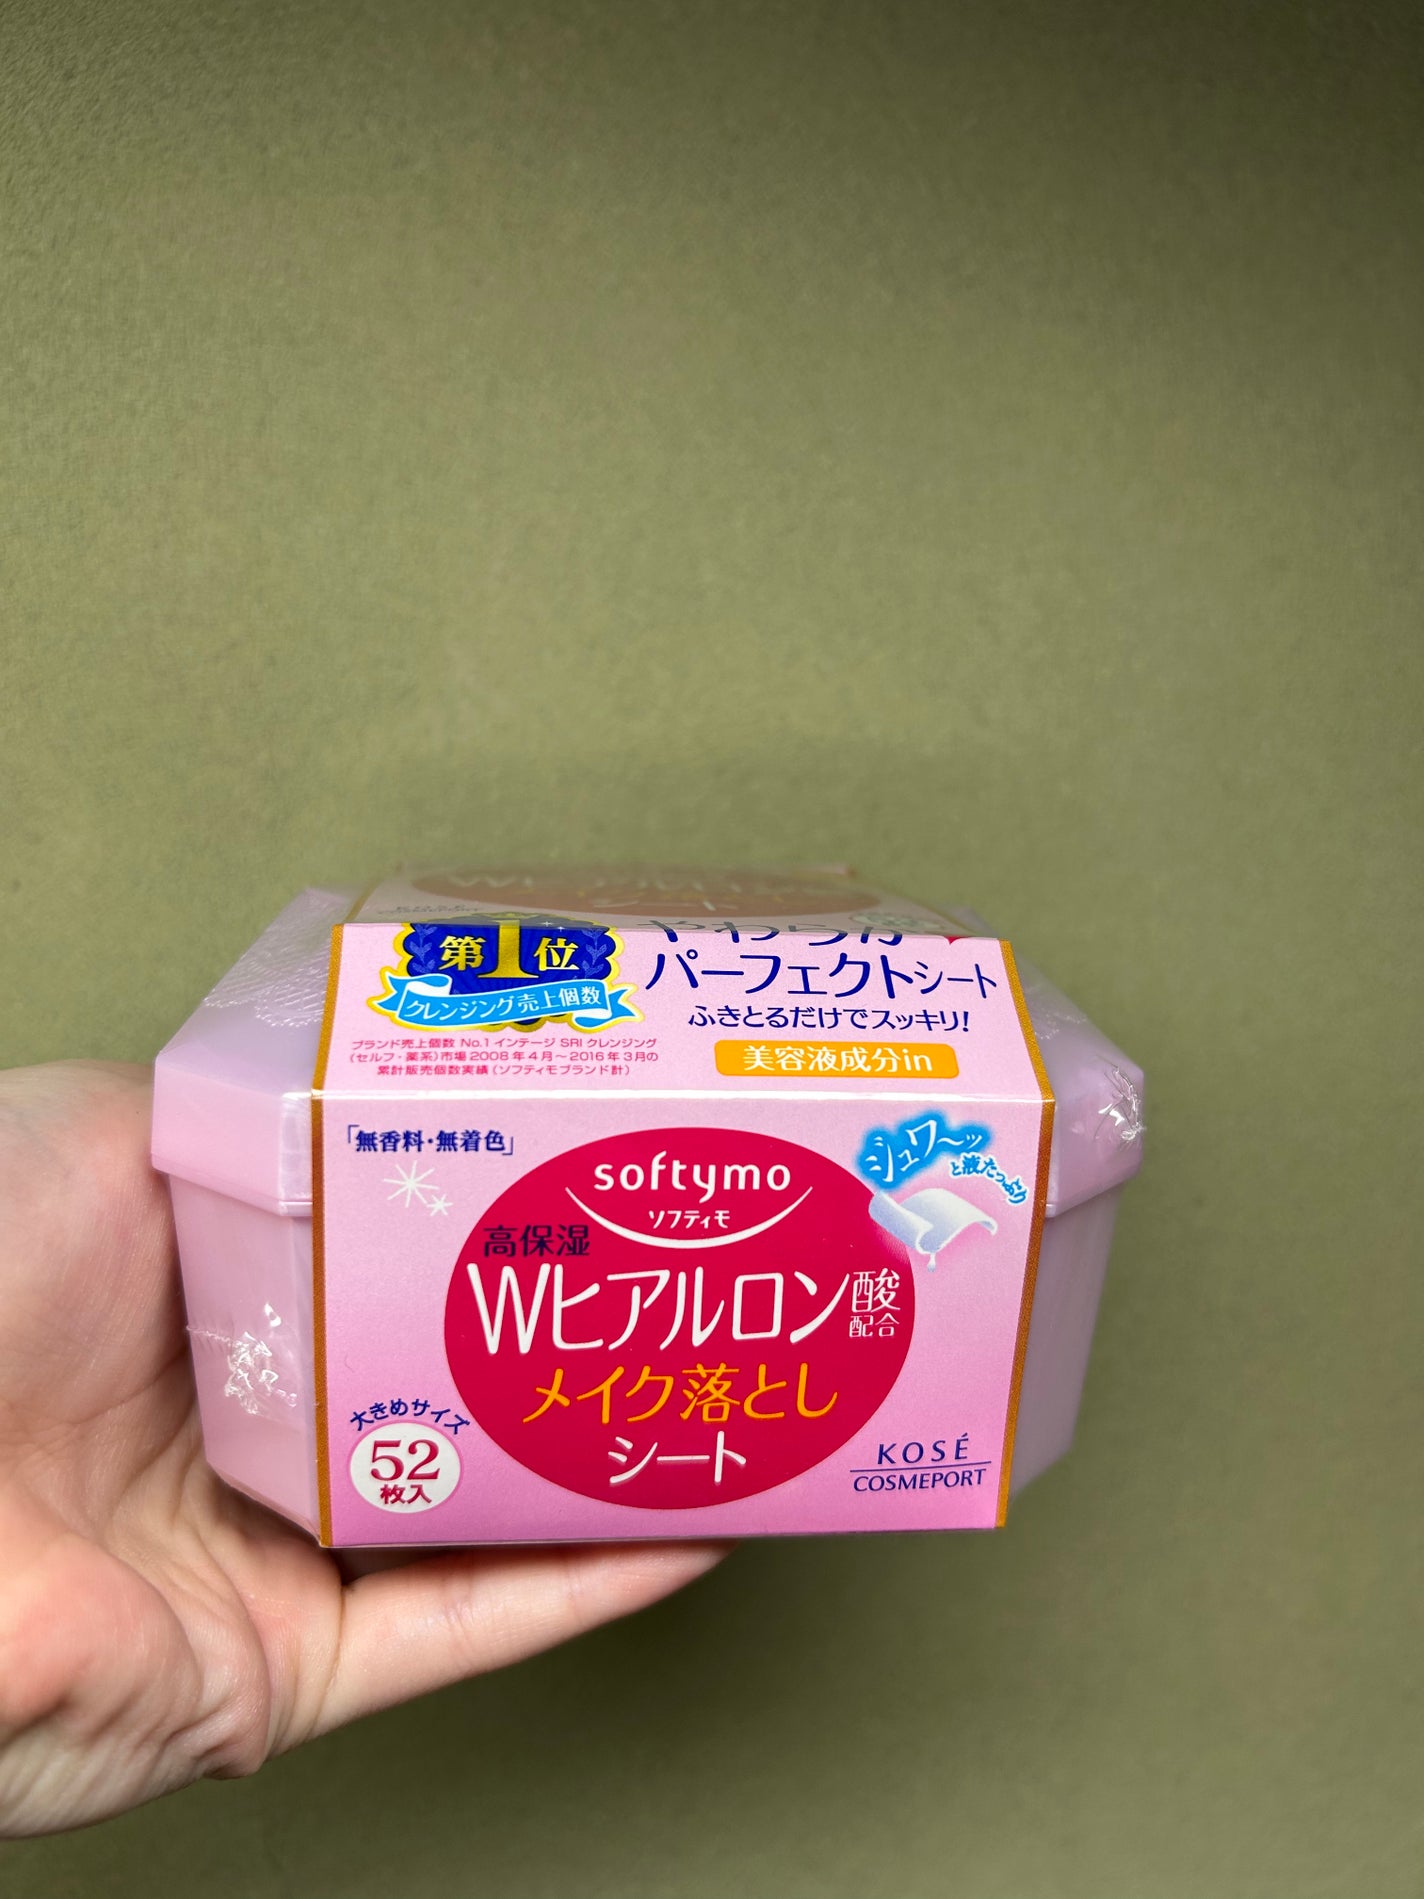 第1位
クレンジング売上個数
ブランド売上個数 No.1 インテージ SRI クレンジング
(セルフ・薬系)市場 2008年4月～2016年3月の
累計販売個数実績(ソフティモブランド計)
やわらか
パーフェクトシート
ふきとるだけでスッキリ!
美容液成分in
「無香料・無着色」
softymo
ソフティモ
シュワ～ッ
と液たっぷり
高保湿
Wヒアルロン酸
配合
メイク落とし
シート
大きめサイズ
52
枚入
KOSÉ
COSMEPORT